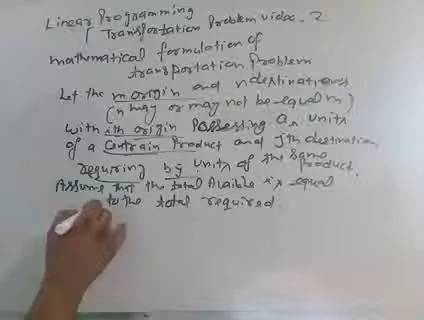 Linear Programming
Transportation Problem video - 2
mathematical formulation of
transportation Problem
Let the m origin and n destinations
(n may or may not be equal m)
With ith origin Possessing ai units
of a Certain Product and jth destination
requring bj units of the same
product.
Assume that the total Avaible is equal
to the total required